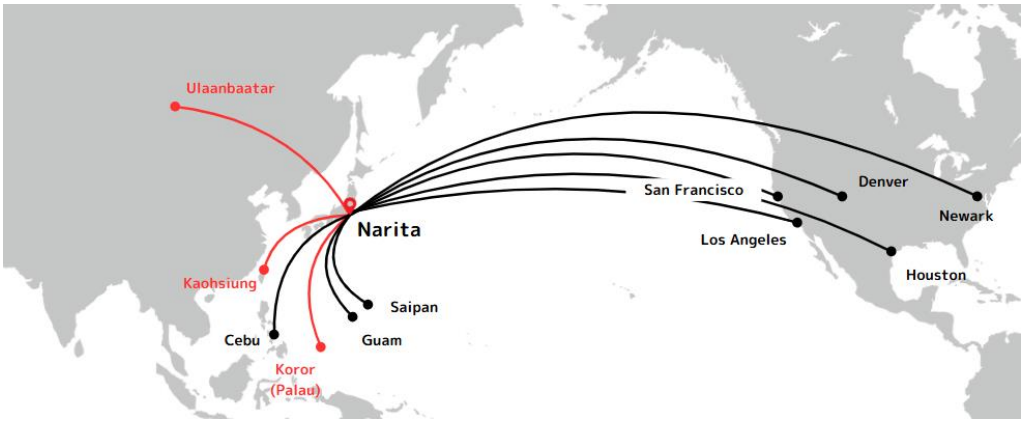 Ulaanbaatar
San Francisco
Denver
Newark
Narita
Los Angeles
Houston
Kaohsiung
Saipan
Cebu
Guam
Koror
(Palau)